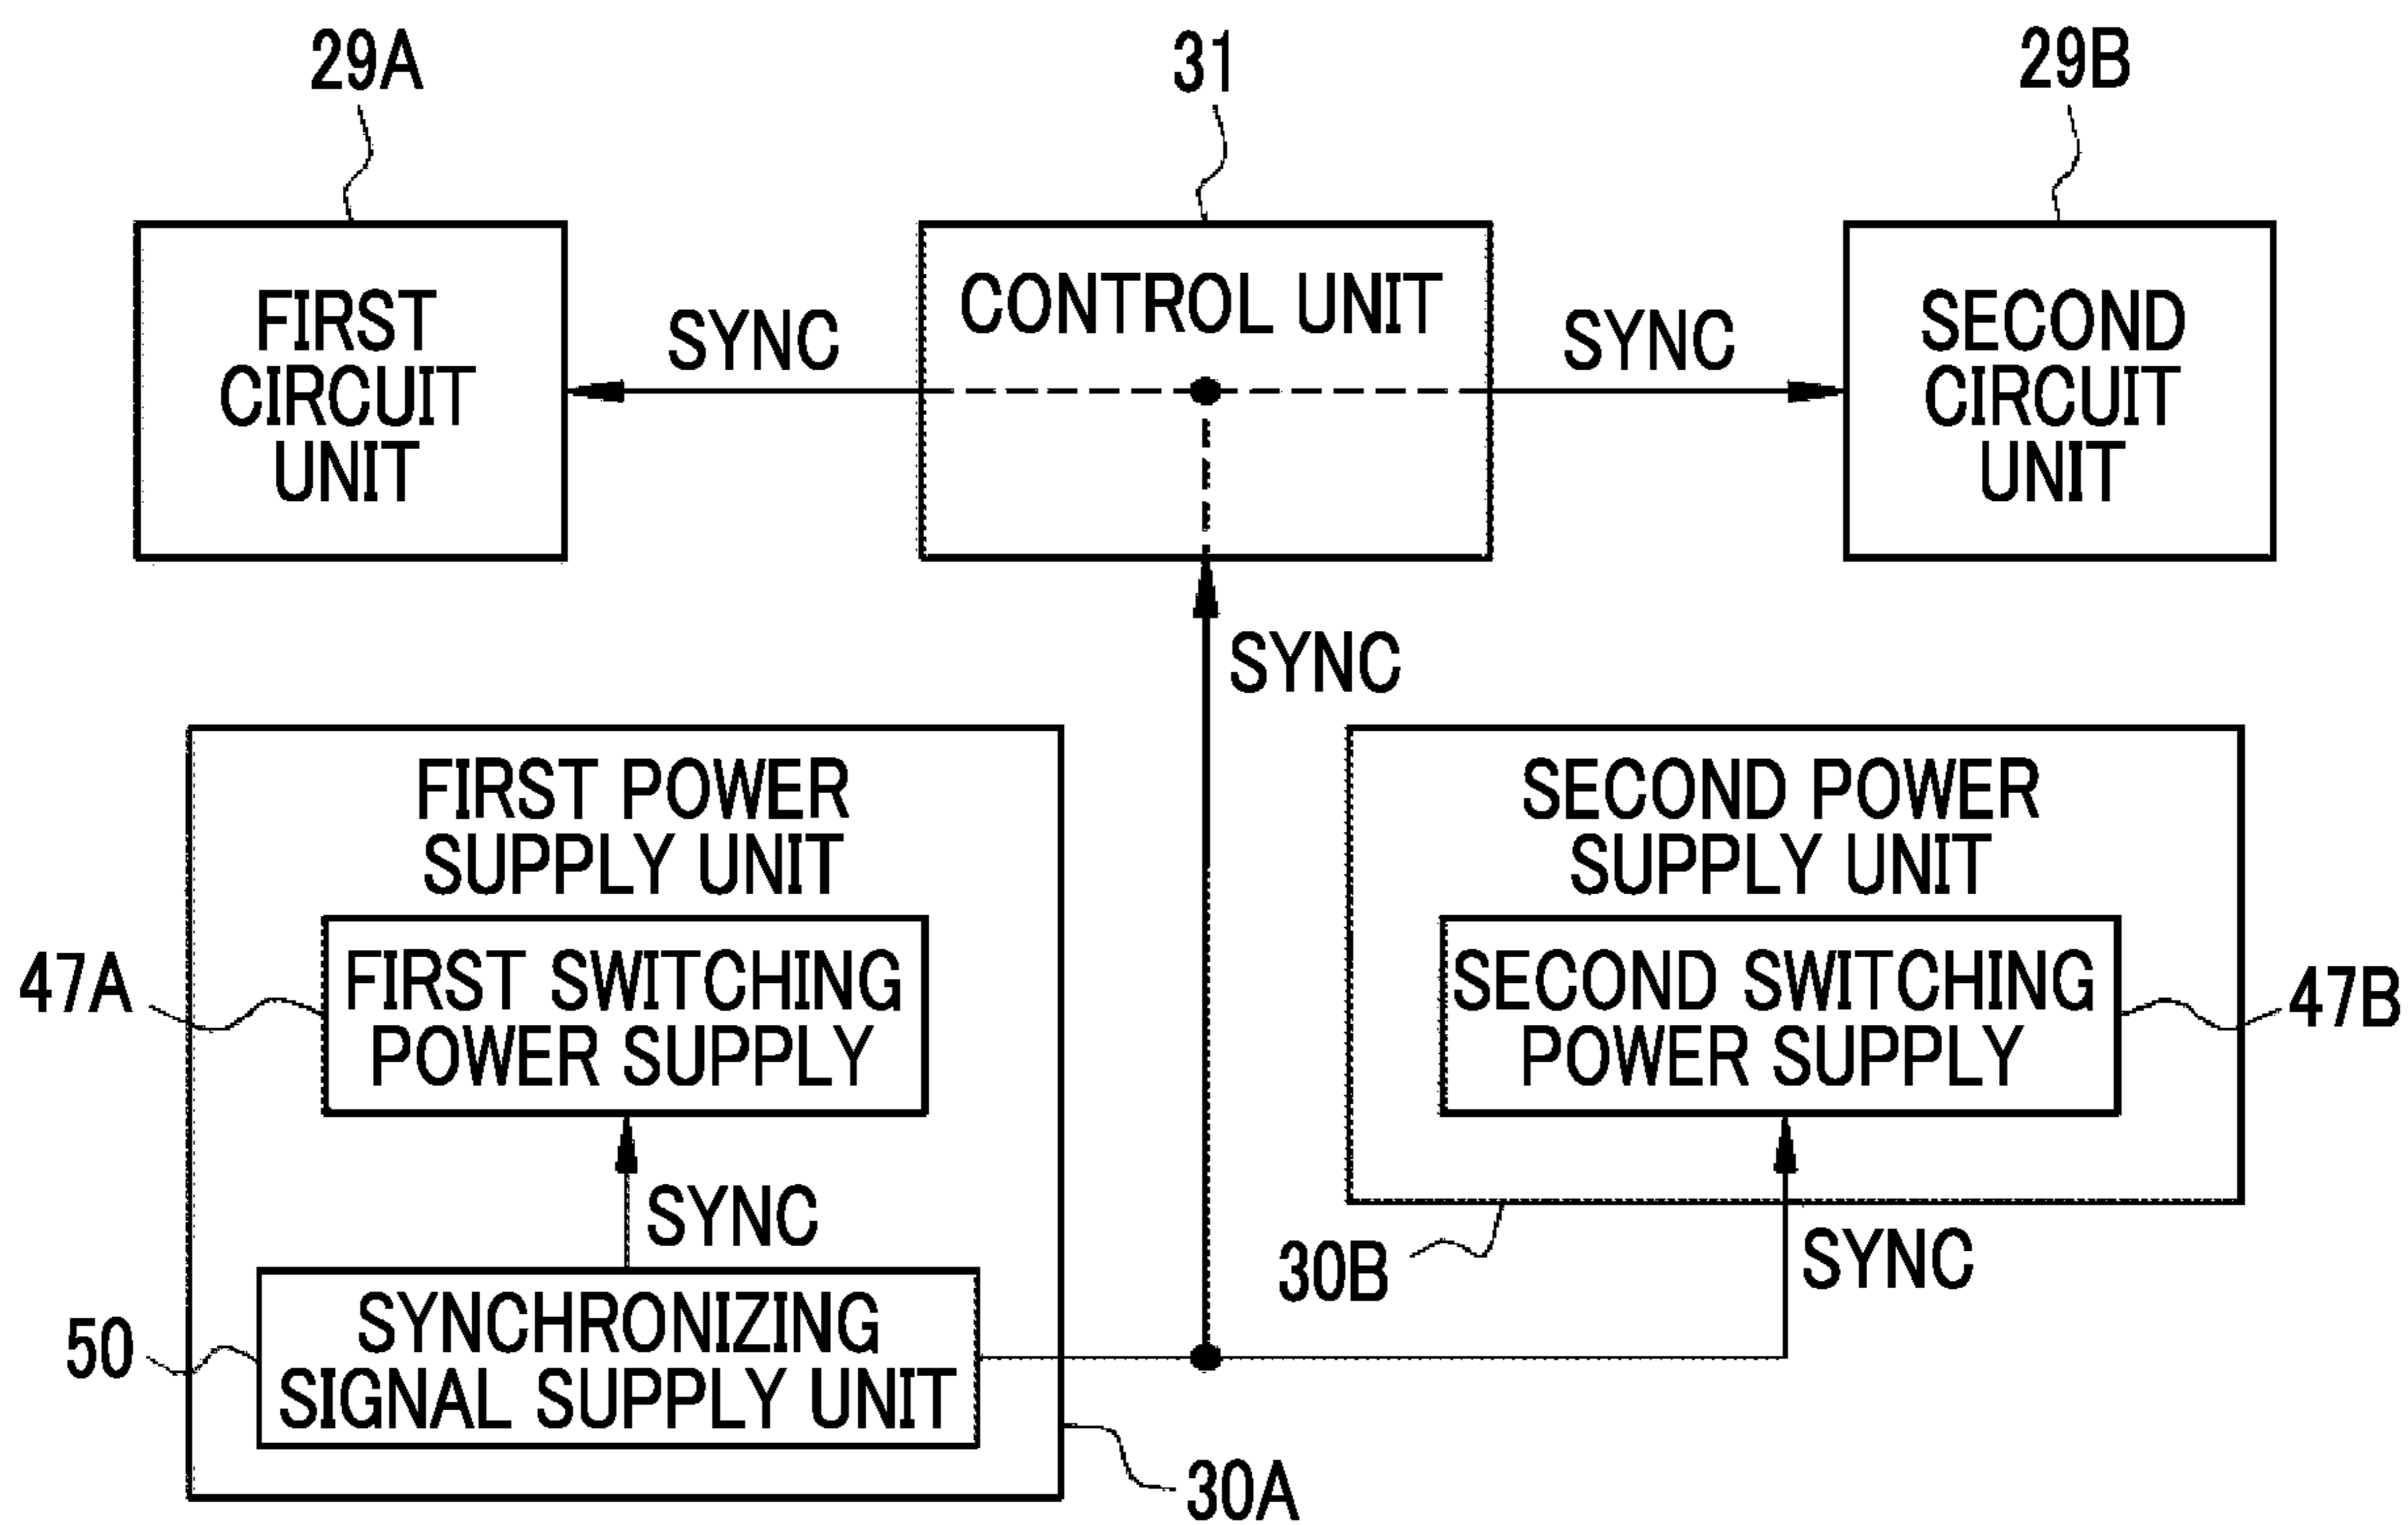 29A
31
29B
FIRST
CIRCUIT
UNIT
SYNC
CONTROL UNIT
SYNC
SECOND
CIRCUIT
UNIT
SYNC
FIRST POWER
SUPPLY UNIT
47A
FIRST SWITCHING
POWER SUPPLY
SYNC
50
SYNCHRONIZING
SIGNAL SUPPLY UNIT
30A
SECOND POWER
SUPPLY UNIT
SECOND SWITCHING
POWER SUPPLY
47B
30B
SYNC